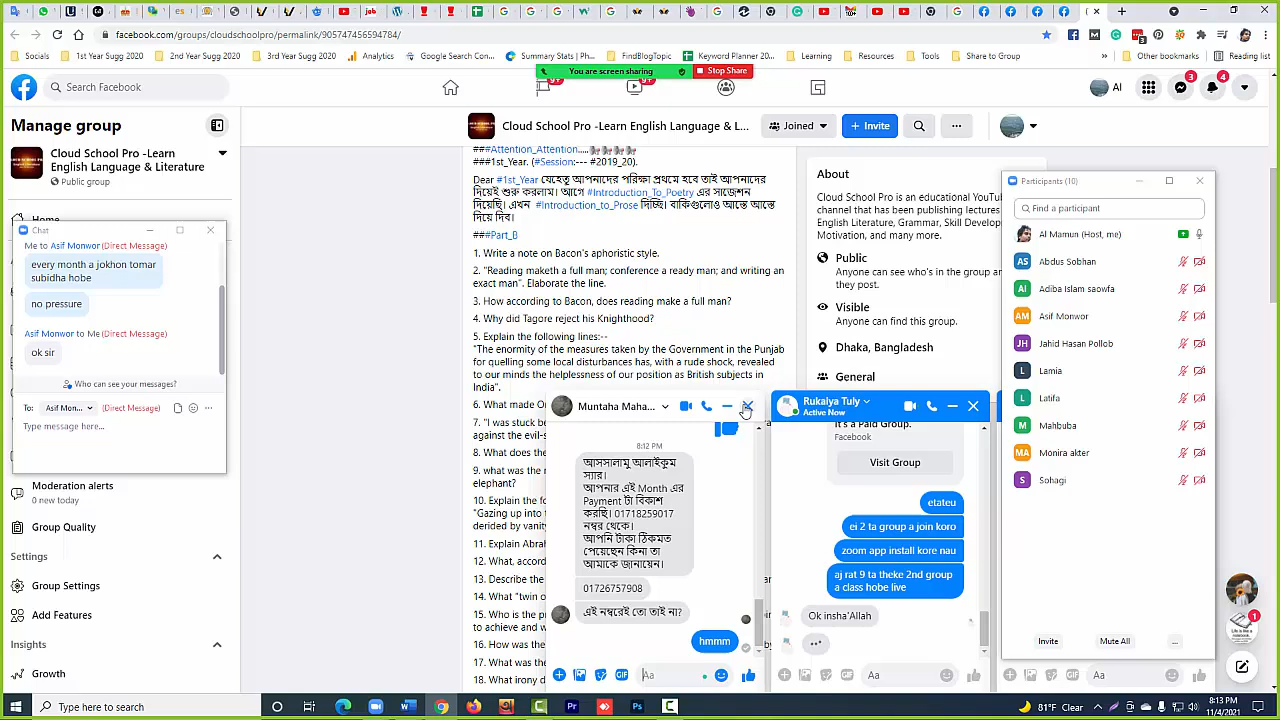 facebook.com/groups/cloudschoolpro/permalink/905747456594784/
Socials
1st Year Sugg 2020
2nd Year Sugg 2020
3rd Year Sugg 2020
Analytics
Google Search Con...
Summary Stats | Ph...
FindBlogTopic
Keyword Planner 20...
Learning
Resources
Tools
Share to Group
Other Bookmarks
Reading list
You are screen sharing
Stop Share
Search Facebook
9+
9+
Al
3
4
Manage group
Cloud School Pro -Learn
English Language & Literature
Public group
Home
Cloud School Pro -Learn English Language & L...
Joined
+ Invite
Chat
Me to Asif Monwor (Direct Message)
every month a jokhon tomar
subidha hobe
no pressure
Asif Monwor to Me (Direct Message)
ok sir
Who can see your messages?
To: Asif Mon... (Direct Message)
Type message here...
Moderation alerts
0 new today
Group Quality
Settings
Group Settings
Add Features
Insights
Growth
###Attention_Attention.....
###1st_Year. (#Session:--- #2019_20).
Dear #1st_Year যেহেতু আপনাদের পরিক্ষা প্রথমে হবে তাই আপনাদের
দিয়েই শুরু করলাম। আগে #Introduction_To_Poetry এর সাজেশন
দিয়েছি। এখন #Introduction_to_Prose দিচ্ছি। বাকিগুলোও আস্তে আস্তে
দিয়ে দিব।
###Part_B
1. Write a note on Bacon's aphoristic style.
2. "Reading maketh a full man; conference a ready man; and writing an
exact man". Elaborate the line.
3. How according to Bacon, does reading make a full man?
4. Why did Tagore reject his Knighthood?
5. Explain the following lines:--
"The enormity of the measures taken by the Government in the Punjab
for quelling some local disturbances has, with a rude shock, revealed
to our minds the helplessness of our position as British subjects in
India".
6. What made O
7. "I was stuck b
against the evil-s
8. What does the
9. what was the r
elephant?
10. Explain the fo
"Gazing up into t
derided by vanity
11. Explain Abra
12. What, accord
13. Describe the
14. What "twin o
15. Who is the p
to achieve and w
16. How was the
17. What was the
18. What irony d
About
Cloud School Pro is an educational YouTu
channel that has been publishing lectures
English Literature, Grammar, Skill Develo
Motivation, and many more.
Public
Anyone can see who's in the group an
they post.
Visible
Anyone can find this group.
Dhaka, Bangladesh
General
Muntaha Maha...
8:12 PM
আসসালামু আলাইকুম
স্যার।
আপনার এই Month এর
Payment টা বিকাশ
করছি। 01718259017
নম্বর থেকে।
আপনি টাকা ঠিকমত
পেয়েছেন কিনা তা
আমাকে জানায়েন।
01726757908
এই নম্বরেই তো তাই না?
hmmm
Aa
Rukaiya Tuly
Active Now
It's a Paid Group.
Facebook
Visit Group
etateu
ei 2 ta group a join koro
zoom app install kore nau
aj rat 9 ta theke 2nd group
a class hobe live
Ok insha'Allah
Aa
Participants (10)
Find a participant
Al Mamun (Host, me)
AS Abdus Sobhan
AI Adiba Islam saowfa
AM Asif Monwor
JH Jahid Hasan Pollob
L Lamia
L Latifa
M Mahbuba
MA Monira akter
S Sohagi
Invite
Mute All
...
Aa
1
Type here to search
81°F Clear
8:13 PM
11/4/2021